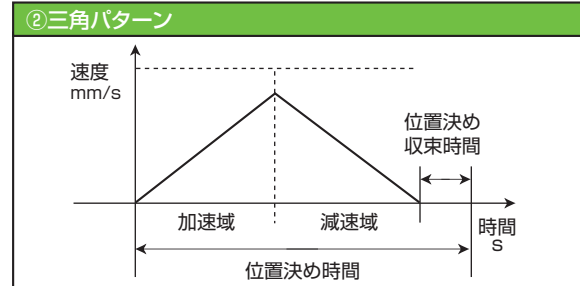 ②三角パターン
速度
mm/s
位置決め
収束時間
加速域
減速域
時間
s
位置決め時間